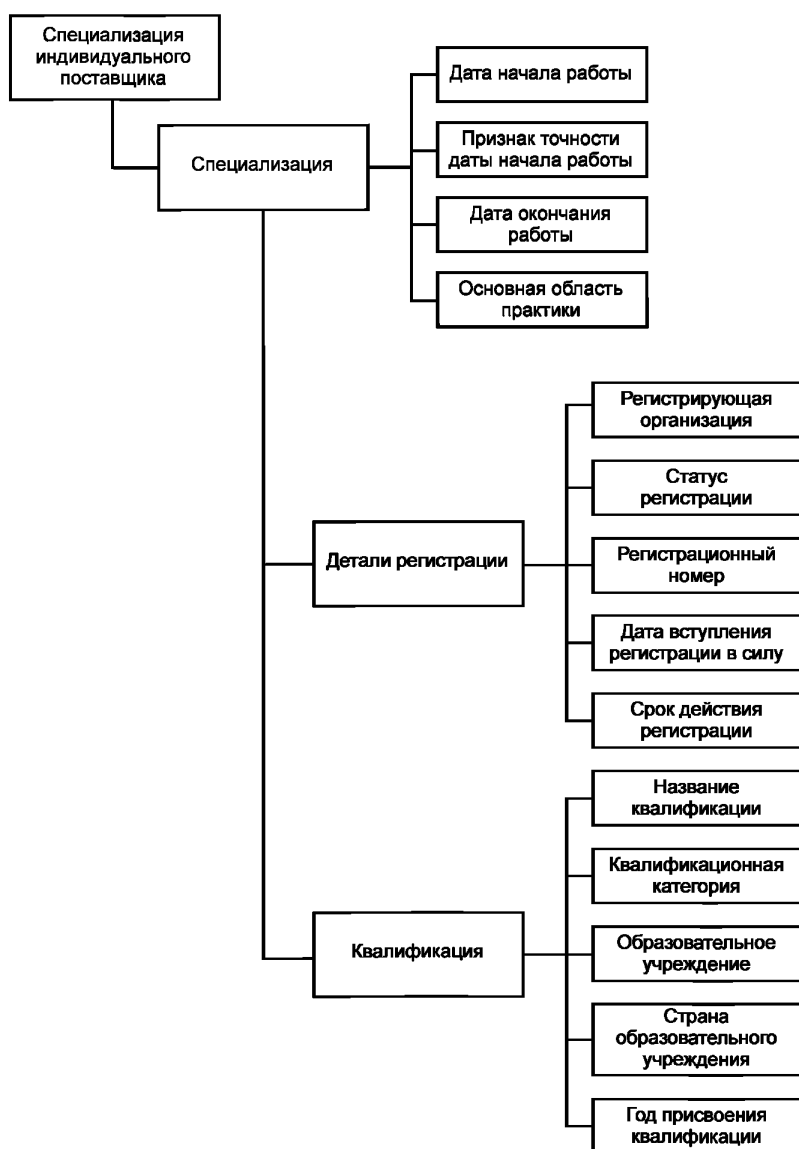 Специализация
индивидуального
поставщика
Специализация
Дата начала работы
Признак точности
даты начала работы
Дата окончания
работы
Основная область
практики
Детали регистрации
Регистрирующая
организация
Статус
регистрации
Регистрационный
номер
Дата вступления
регистрации в силу
Срок действия
регистрации
Квалификация
Название
квалификации
Квалификационная
категория
Образовательное
учреждение
Страна
образовательного
учреждения
Год присвоения
квалификации